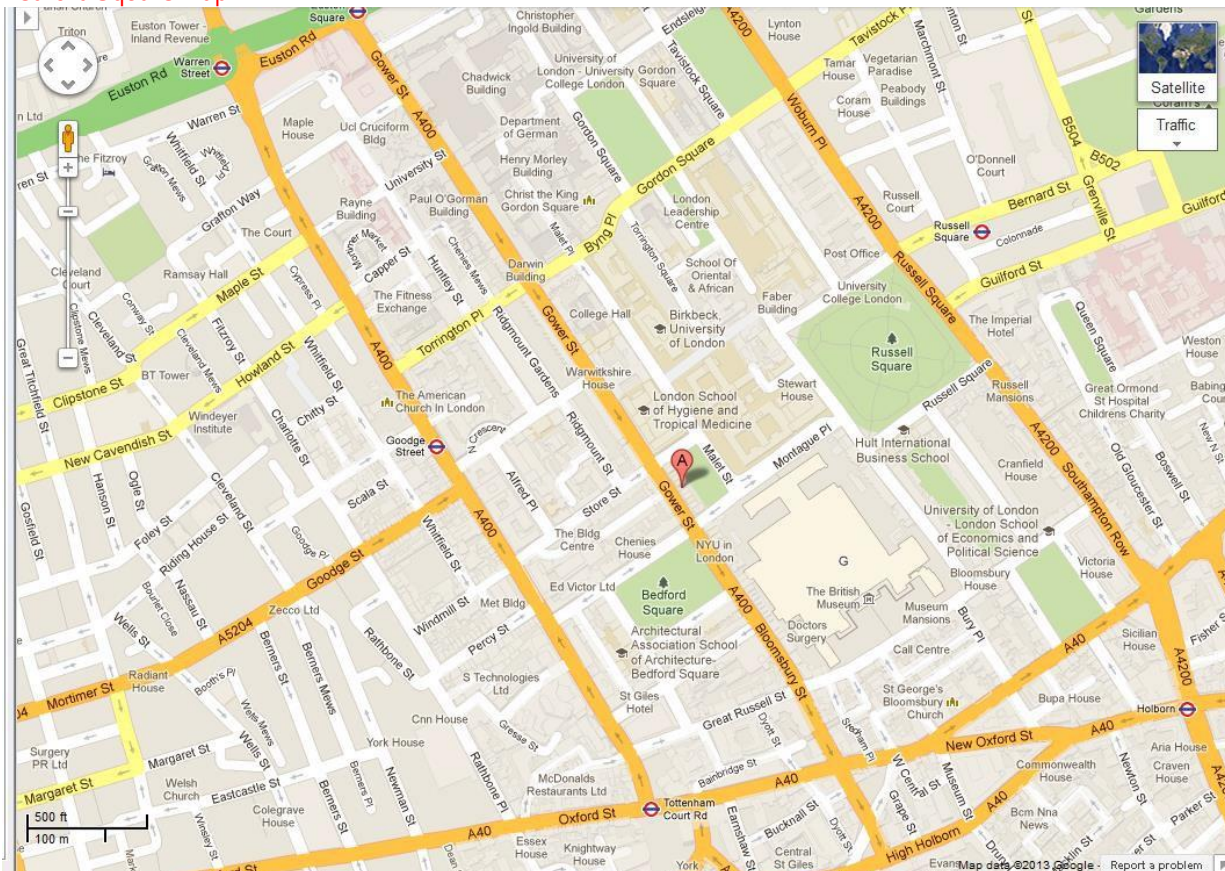 Triton
Euston Tower -
Inland Revenue
Christopher
Ingold Building
Square
Endsleigh
A4200
Lynton
House
Marchmont St
Gardens
Tavistock Pl
Tavistock Square
Warren
Street
Euston Rd
Euston Rd
Gower St
A400
Chadwick
Building
University of
London - University
College London
Gordon
Square
Woburn Pl
Tamar
House
Vegetarian
Paradise
Peabody
Buildings
Coram
House
Satellite
Traffic
Warren St
Maple
House
Ucl Cruciform
Bldg
Department
of German
Gordon Square
Gordon Square
B504
B502
The Fitzroy
Whitfield St
University St
Henry Morley
Building
O'Donnell
Court
Grafton Way
Rayne
Building
Paul O'Gorman
Building
Christ the King
Gordon Square
London
Leadership
Centre
A4200
Russell
Court
Bernard St
Grenville St
Guilford
The Court
Mortimer Market
Capper St
Huntley St
Chenies Mews
Malet Pl
Byng Pl
Torrington Square
Russell
Square
Colonnade
Cleveland
Court
Ramsay Hall
Maple St
Cypress Pl
Darwin
Building
School Of
Oriental
& African
Post Office
Russell Square
Guilford St
Clipstone Mews
Conway St
Cleveland St
Fitzroy St
The Fitness
Exchange
Torrington Pl
College Hall
Faber
Building
University
College London
Queen Square
Great Titchfield St
Cleveland Mews
Howland St
Whitfield St
A400
Ridgmount Gardens
Gower St
Birkbeck,
University
of London
The Imperial
Hotel
Weston
House
Clipstone St
BT Tower
Warwitkshire
House
Russell
Square
Russell Square
Russell
Mansions
Windeyer
Institute
Charlotte St
Chitty St
The American
Church In London
London School
of Hygiene and
Tropical Medicine
Stewart
House
Great Ormond
St Hospital
Childrens Charity
New Cavendish St
Goodge
Street
N Crescent
Ridgmount St
Malet St
Montague Pl
Hult International
Business School
A4200
Cranfield
House
Boswell St
Old Gloucester St
Hanson St
Ogle St
Cleveland St
Scala St
Alfred Pl
Store St
A
Gower St
Southampton Row
Gosfield St
Foley St
Riding House St
Goodge Pl
Goodge St
Whitfield St
A400
The Bldg
Centre
Chenies
House
NYU in
London
G
University of London
- London School
of Economics and
Political Science
Victoria
House
Bourlet Close
Nassau St
Zecco Ltd
Windmill St
Met Bldg
Ed Victor Ltd
Bedford
Square
A400
The British
Museum
Bloomsbury
House
Wells St
A5204
Berners St
Berners Mews
Rathbone St
Percy St
Architectural
Association School
of Architecture-
Bedford Square
Doctors
Surgery
Museum
Mansions
Bury Pl
A40
Sicilian
House
Fisher St
Mortimer St
Radiant
House
Booth's Pl
Bloomsbury St
Call Centre
A4200
S Technologies
Ltd
St Giles
Hotel
Great Russell St
St George's
Bloomsbury
Church
Bupa House
Holborn
Surgery
PR Ltd
Margaret St
Wells Mews
Wells St
York House
Cnn House
Gresse St
Dyott St
New Oxford St
A40
Aria House
Craven
House
Margaret St
Welsh
Church
Eastcastle St
Berners Pl
Newman St
Rathbone Pl
McDonalds
Restaurants Ltd
Bainbridge St
A40
W Central St
Museum St
Commonwealth
House
Newton St
500 ft
100 m
Colegrave
House
Winsley St
A40
Oxford St
Tottenham
Court Rd
Earnshaw St
Bucknall St
Dyott St
Grape St
High Holborn
A40
Bcm Nna
News
Parker St
Essex
House
Knightway
House
York
Central
St Giles
Map data ©2013 Google -
Report a problem